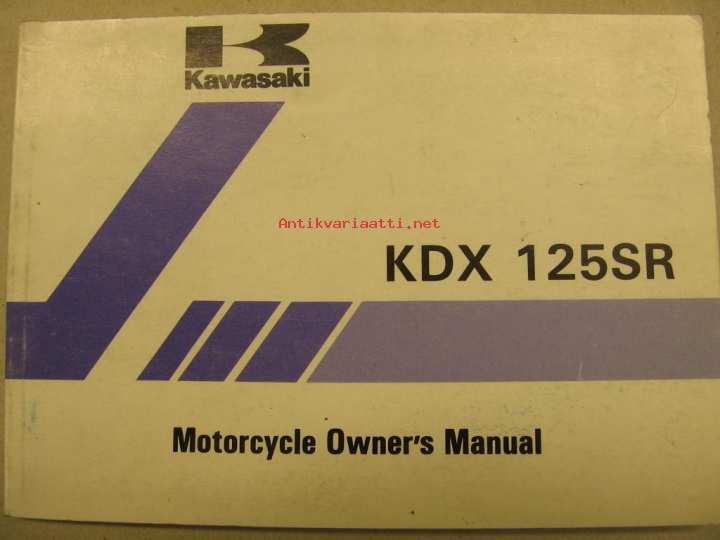 Kawasaki
Antikvariaatti.net
KDX 125SR
Motorcycle Owner's Manual